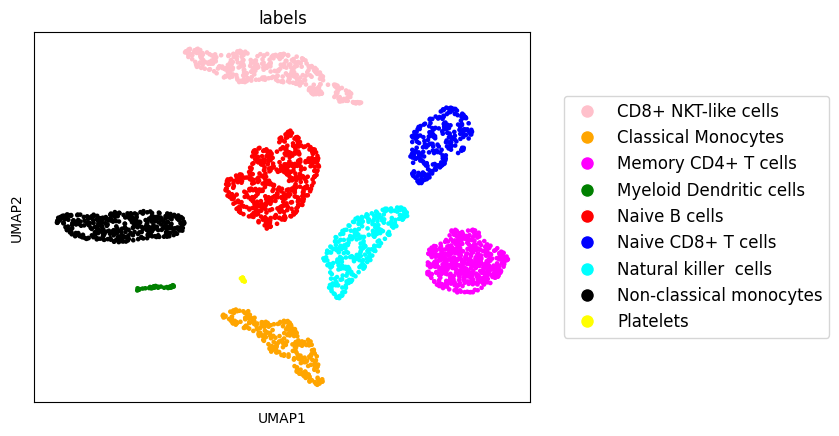 labels
UMAP2
UMAP1
CD8+ NKT-like cells
Classical Monocytes
Memory CD4+ T cells
Myeloid Dendritic cells
Naive B cells
Naive CD8+ T cells
Natural killer  cells
Non-classical monocytes
Platelets